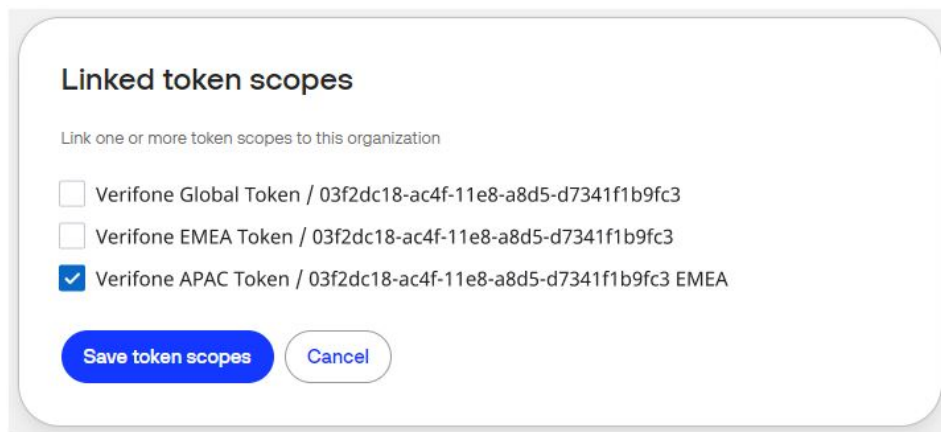 Linked token scopes
Link one or more token scopes to this organization
Verifone Global Token / 03f2dc18-ac4f-11e8-a8d5-d7341f1b9fc3
Verifone EMEA Token / 03f2dc18-ac4f-11e8-a8d5-d7341f1b9fc3
Verifone APAC Token / 03f2dc18-ac4f-11e8-a8d5-d7341f1b9fc3 EMEA
Save token scopes Cancel